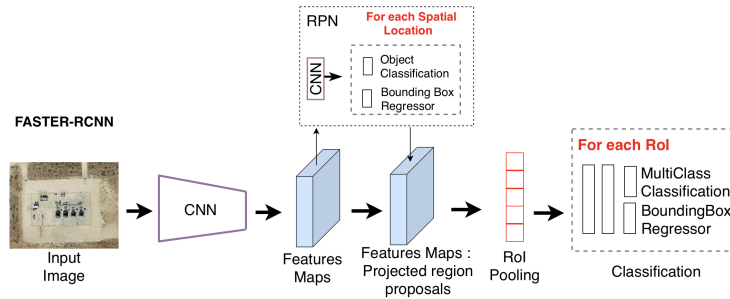 RPN
For each Spatial
Location
CNN
Object
Classification
Bounding Box
Regressor
FASTER-RCNN
Input
Image
CNN
Features
Maps
Features Maps :
Projected region
proposals
RoI
Pooling
For each RoI
MultiClass
Classification
BoundingBox
Regressor
Classification